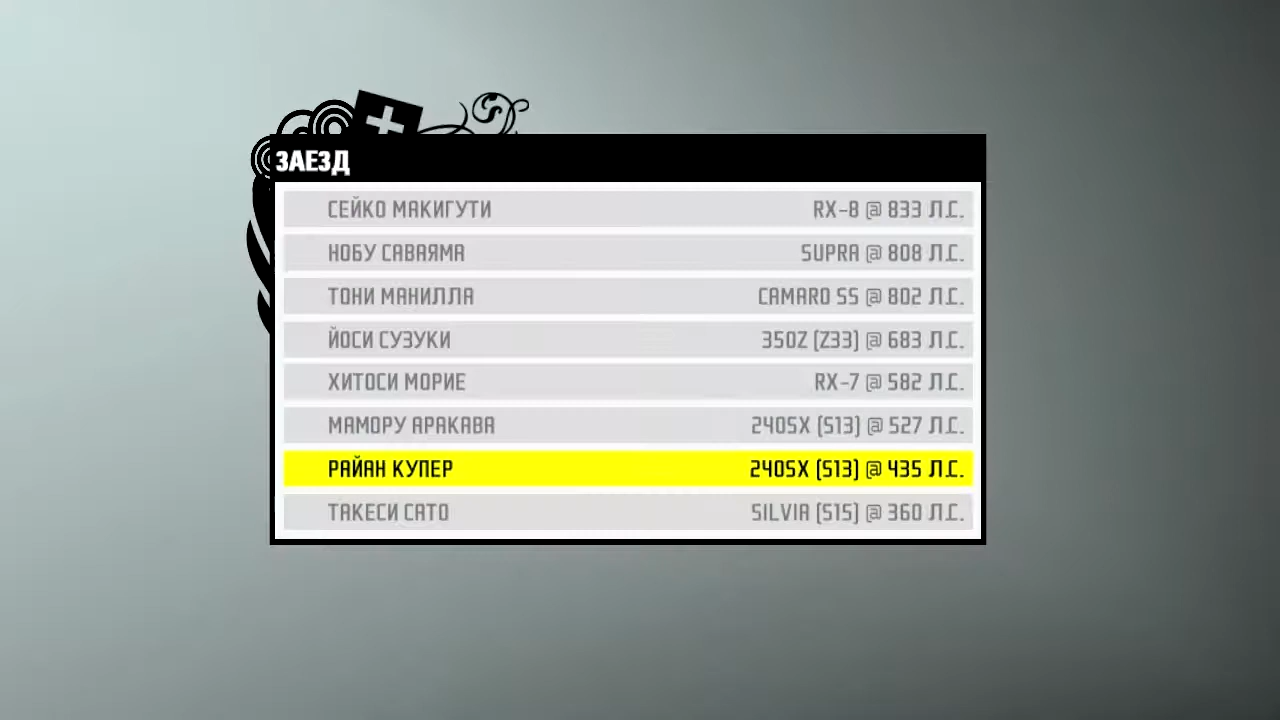 ЗАЕЗД
СЕЙКО МАКИГУТИ RX-8 @ 833 Л.С.
НОБУ САВАЯМА SUPRA @ 808 Л.С.
ТОНИ МАНИЛЛА CAMARO SS @ 802 Л.С.
ЙОСИ СУЗУКИ 350Z (Z33) @ 683 Л.С.
ХИТОСИ МОРИЕ RX-7 @ 582 Л.С.
МАМОРУ АРАКАВА 240SX (S13) @ 527 Л.С.
РАЙАН КУПЕР 240SX (S13) @ 435 Л.С.
ТАКЕСИ САТО SILVIA (S15) @ 360 Л.С.